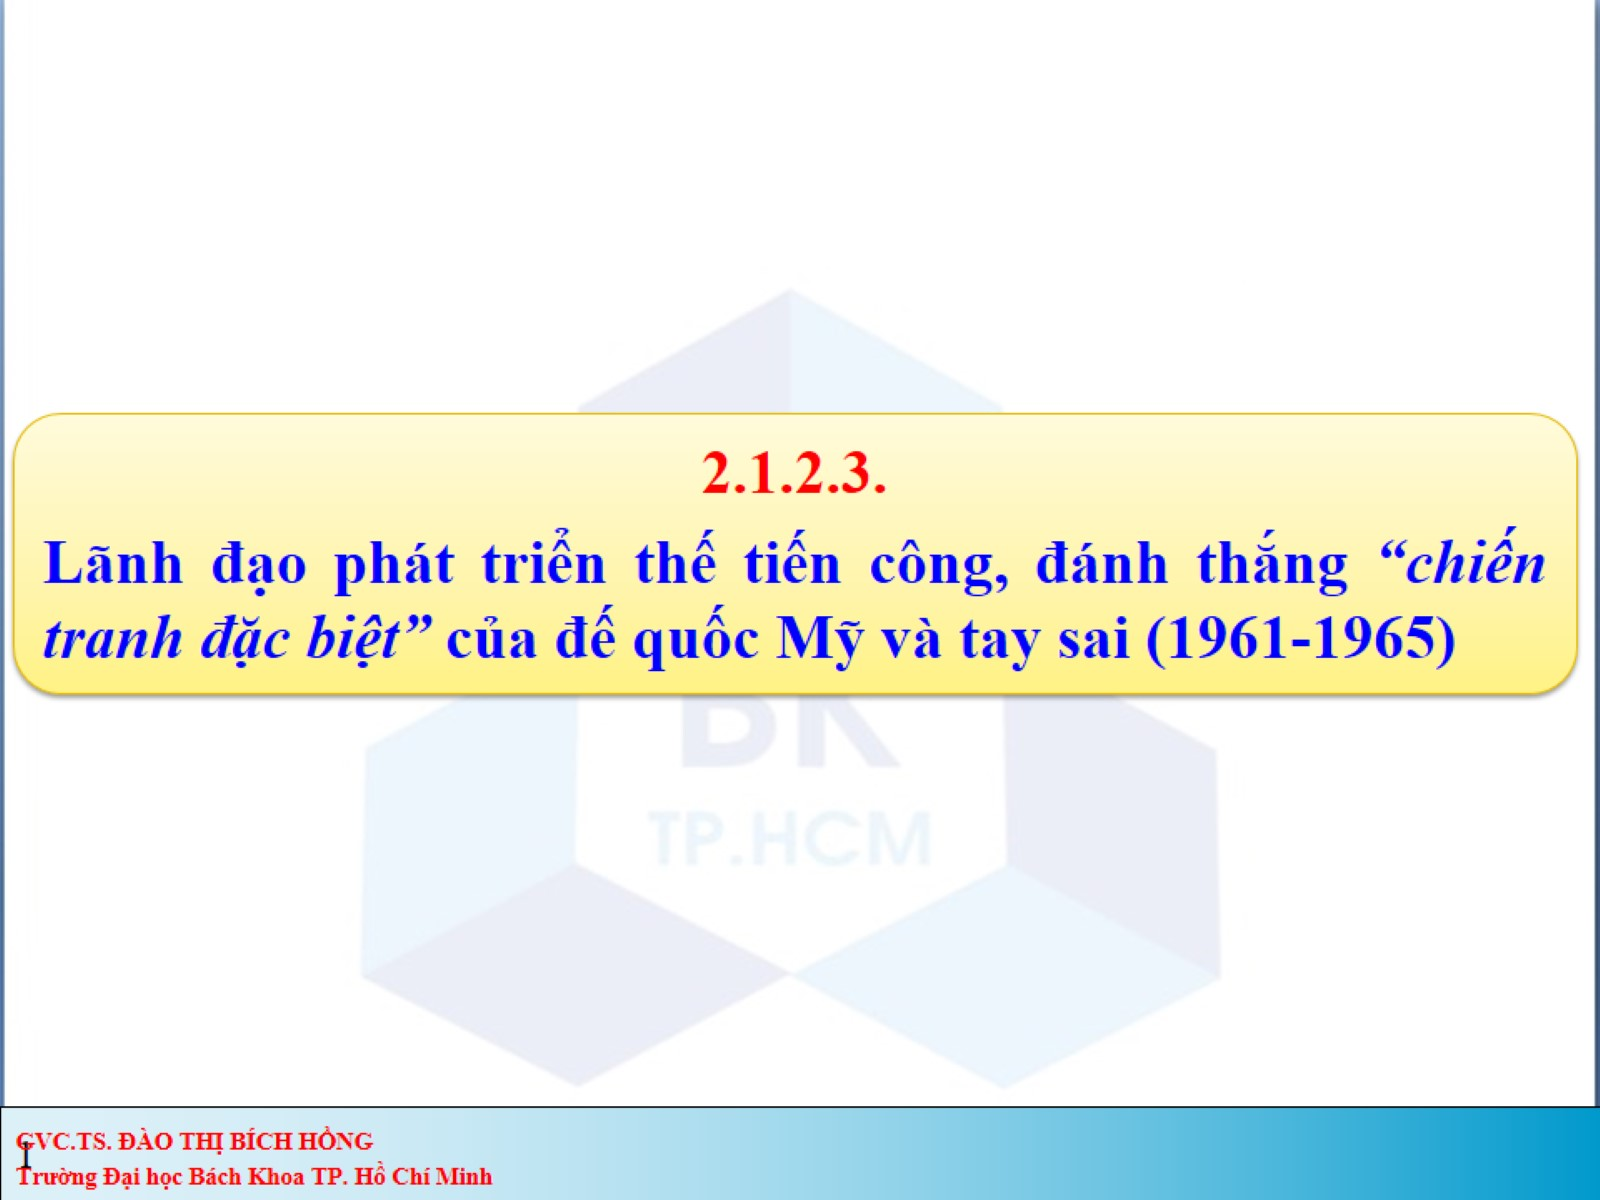 2.1.2.3.
Lãnh đạo phát triển thế tiến công, đánh thắng “chiến
tranh đặc biệt” của đế quốc Mỹ và tay sai (1961-1965)
BK
TP.HCM
GVC.TS. ĐÀO THỊ BÍCH HỒNG
1
Trường Đại học Bách Khoa TP. Hồ Chí Minh